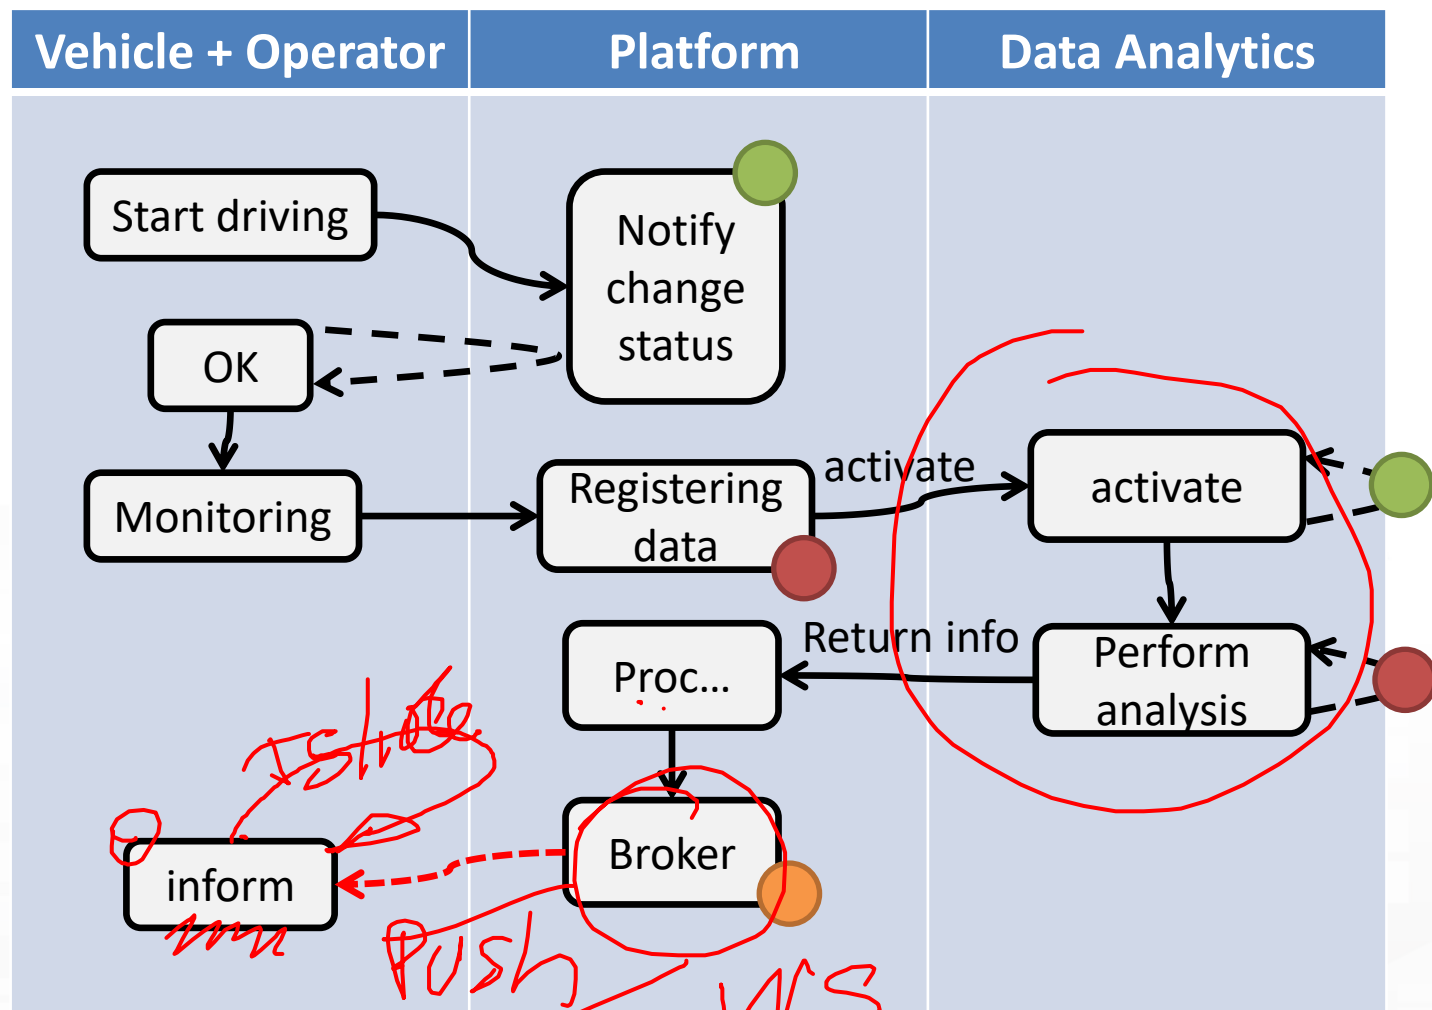 Vehicle + Operator
Platform
Data Analytics
Start driving
Notify
change
status
OK
activate
activate
Monitoring
Registering
data
Return info
Perform
analysis
Proc...
Broker
inform
Push